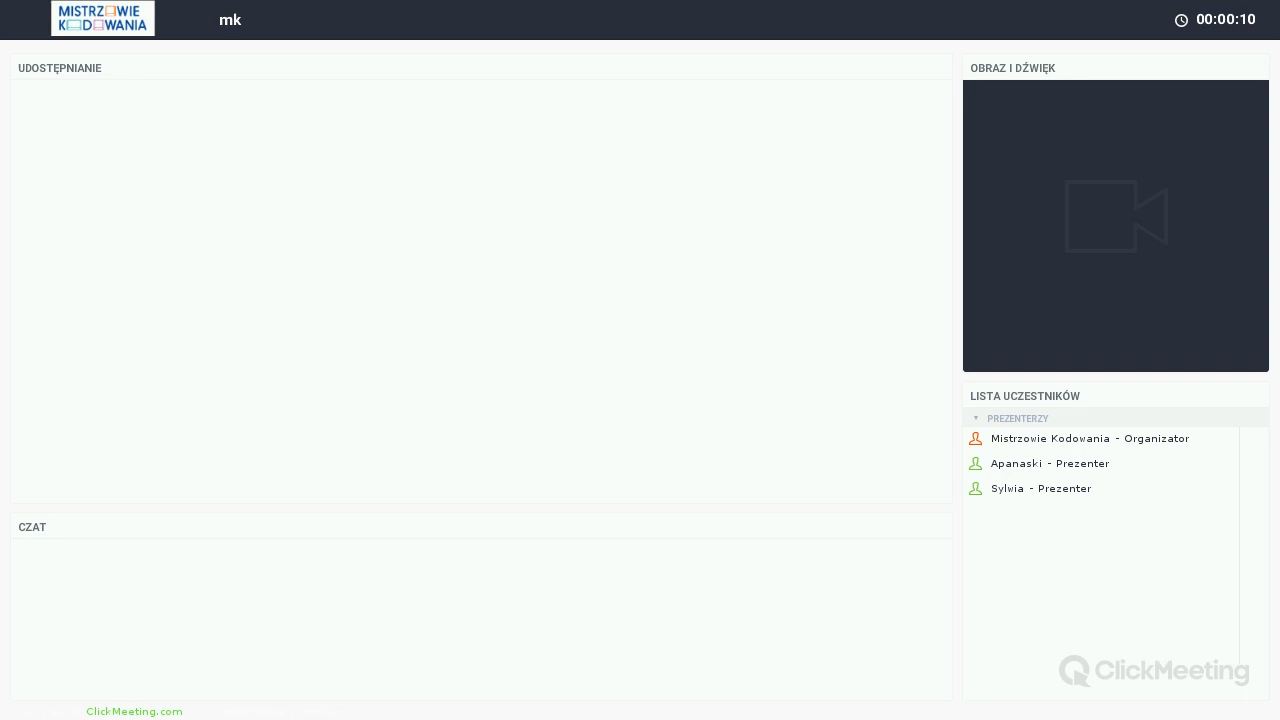 MISTRZOWIE
KODOWANIA
mk
00:00:10
UDOSTĘPNIANIE
OBRAZ I DŹWIĘK
LISTA UCZESTNIKÓW
PREZENTERZY
Mistrzowie Kodowania - Organizator
Apanaski - Prezenter
Sylwia - Prezenter
CZAT
ClickMeeting
ClickMeeting.com